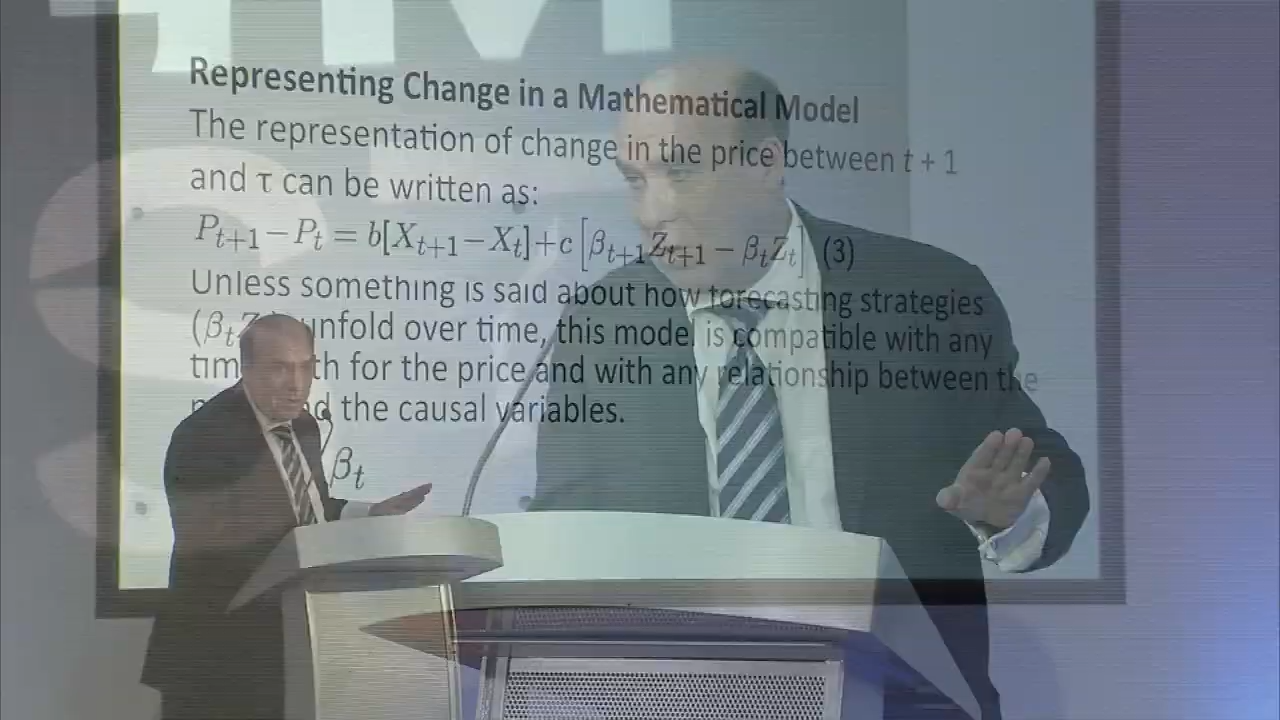 Representing Change in a Mathematical Model
The representation of change in the price between t + 1
and τ can be written as:
P_{t+1} − P_t = b[X_{t+1} − X_t] + c[β_{t+1}Z_{t+1} − β_tZ_t] (3)
Unless something is said about how forecasting strategies
(β_tZ unfold over time, this model is compatible with any
for the price and with any relationship between the
the causal variables.
β_t